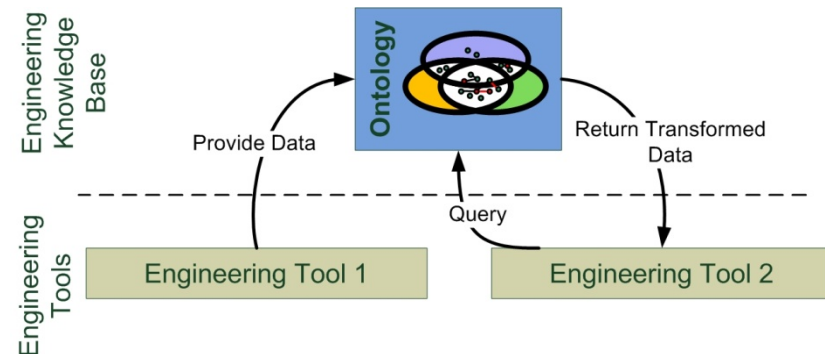 Engineering
Knowledge
Base
Ontology
Provide Data
Return Transformed
Data
Query
Engineering
Tools
Engineering Tool 1
Engineering Tool 2